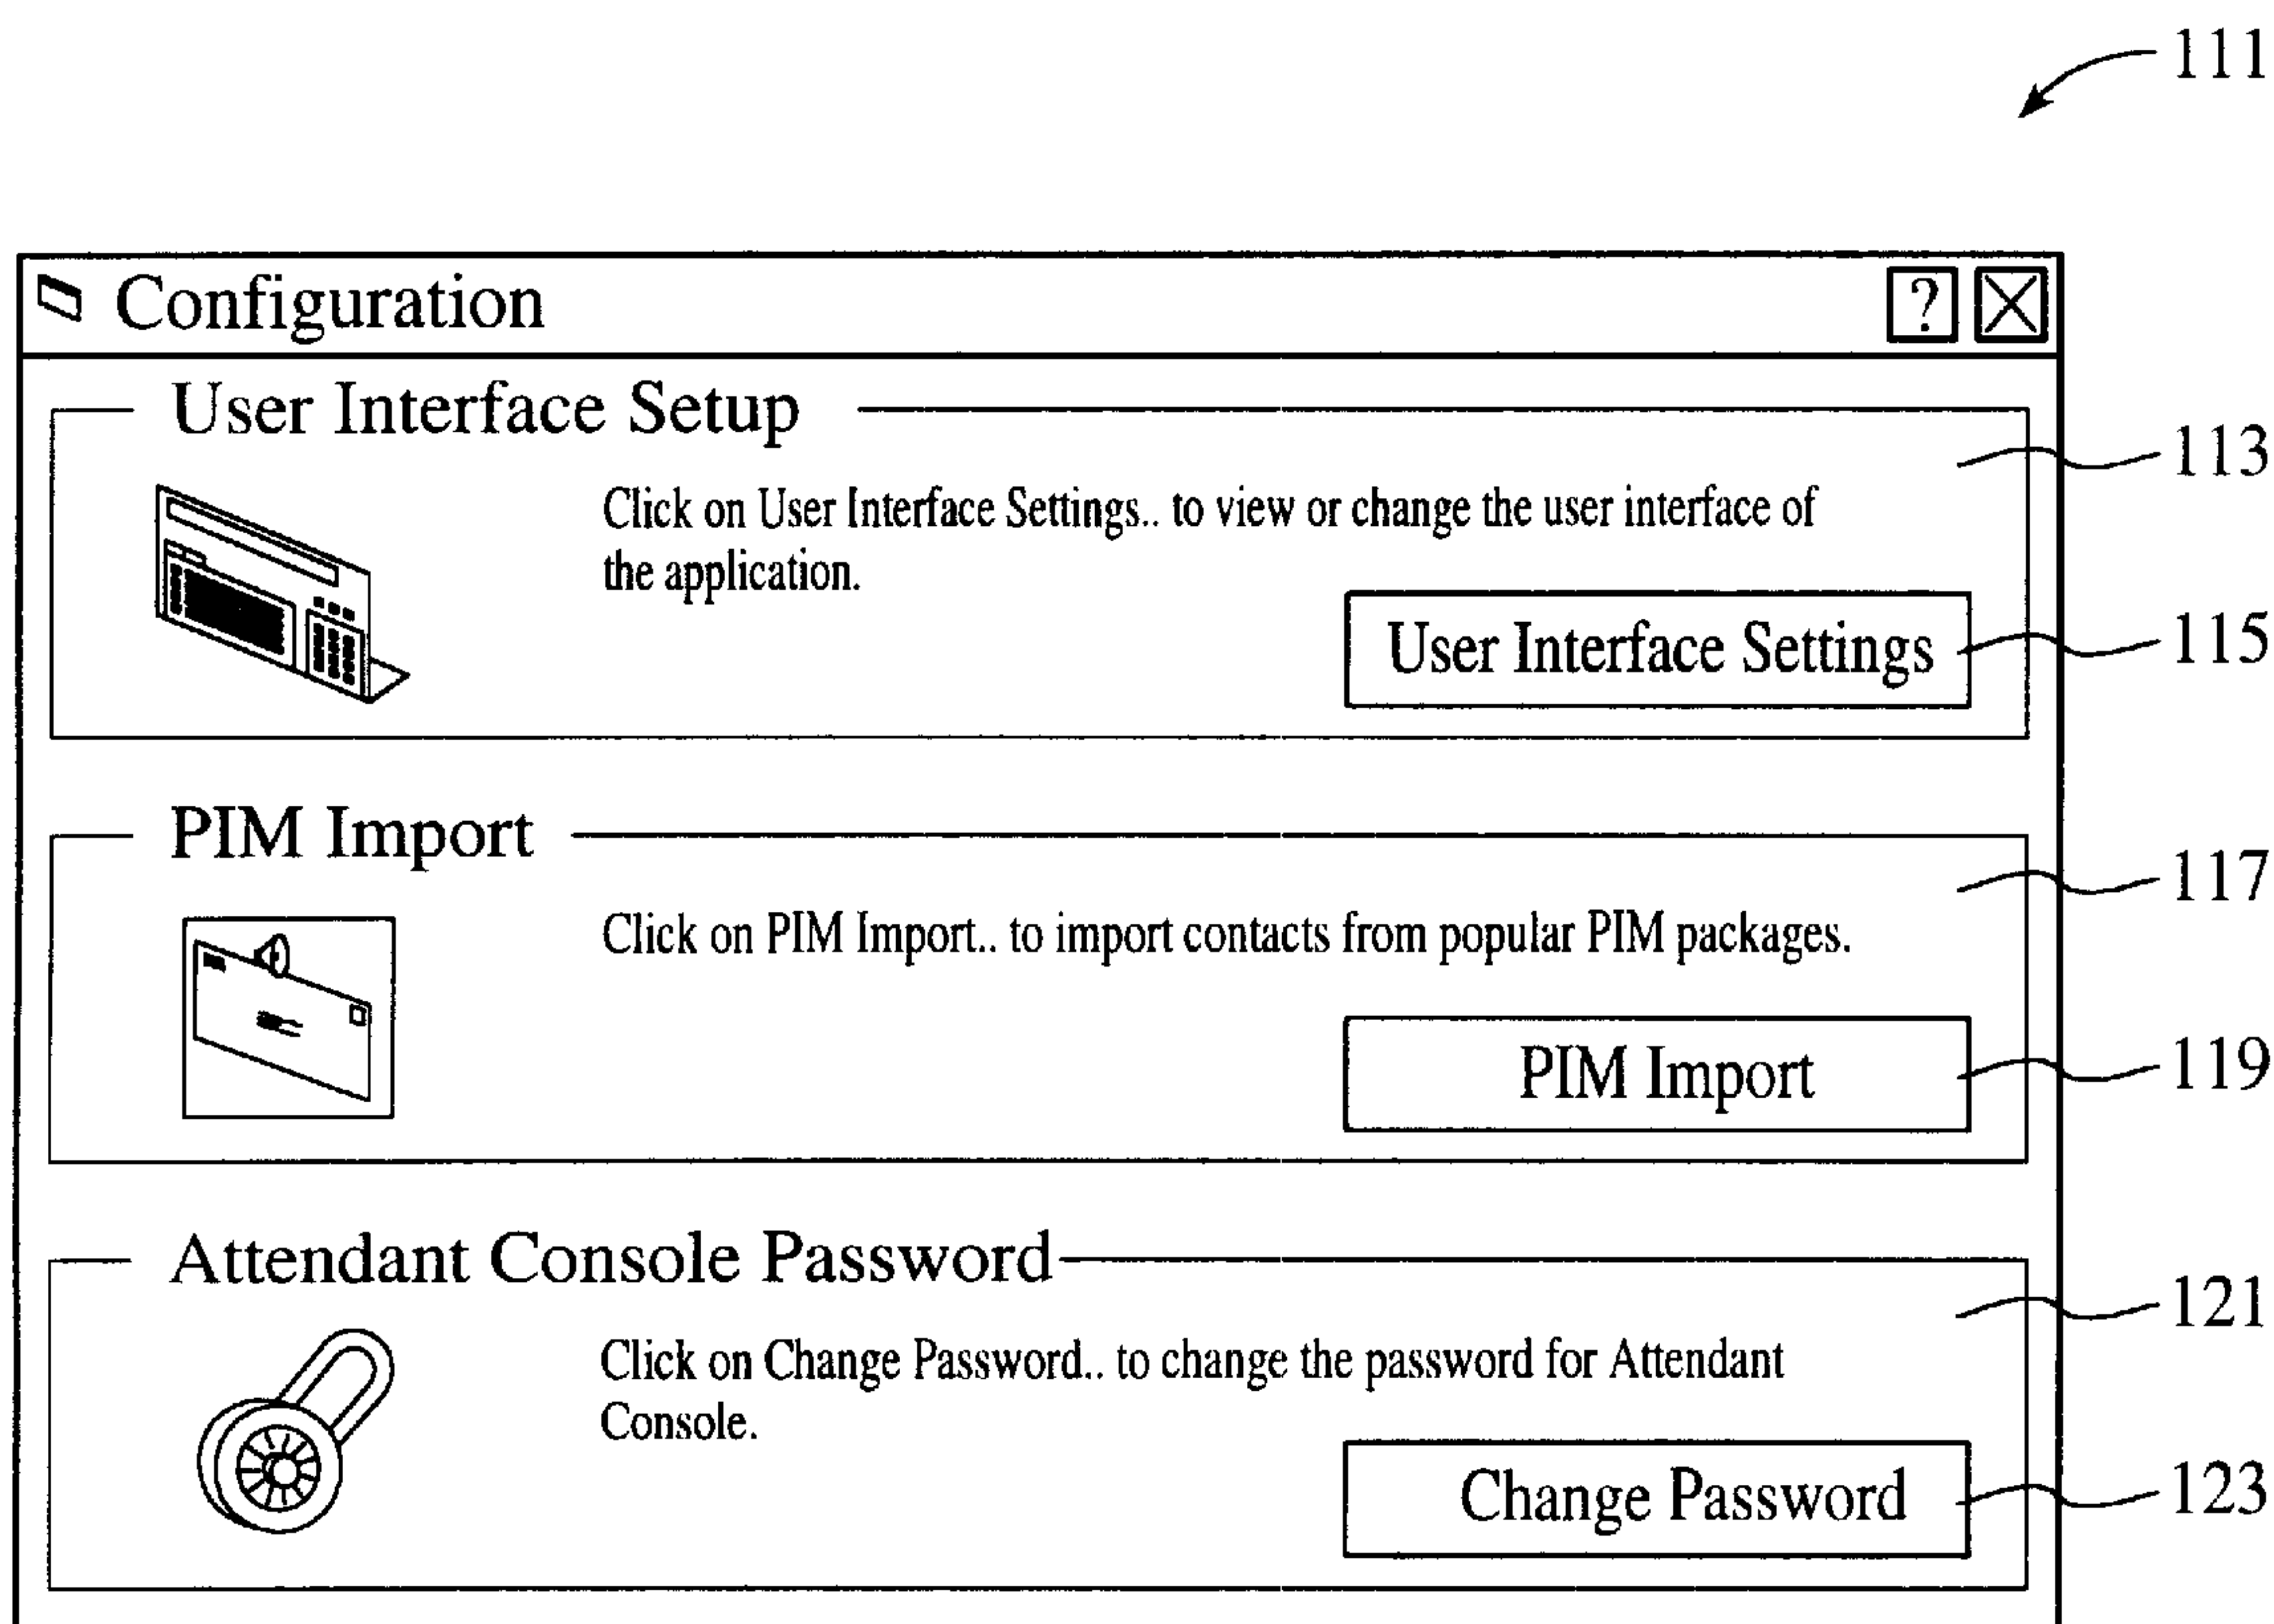 111
Configuration ?
User Interface Setup
113
Click on User Interface Settings.. to view or change the user interface of
the application.
User Interface Settings
115
PIM Import
117
Click on PIM Import.. to import contacts from popular PIM packages.
PIM Import
119
Attendant Console Password
121
Click on Change Password.. to change the password for Attendant
Console.
Change Password
123